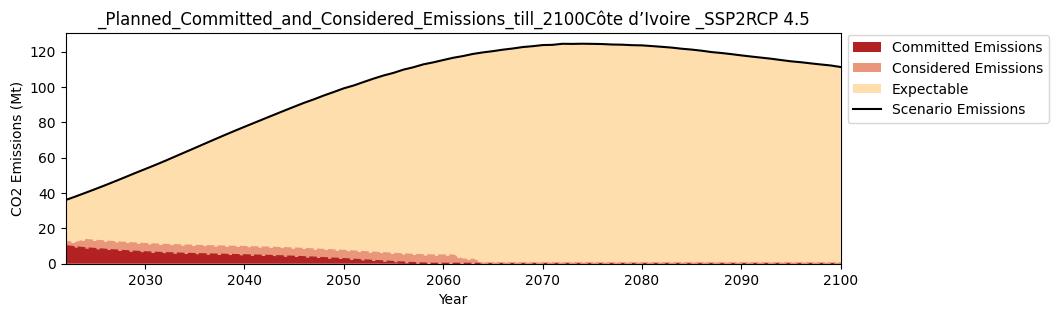 _Planned_Committed_and_Considered_Emissions_till_2100Côte d’Ivoire _SSP2RCP 4.5
120
100
80
60
40
20
0
CO2 Emissions (Mt)
2030 2040 2050 2060 2070 2080 2090 2100
Year
Committed Emissions
Considered Emissions
Expectable
Scenario Emissions